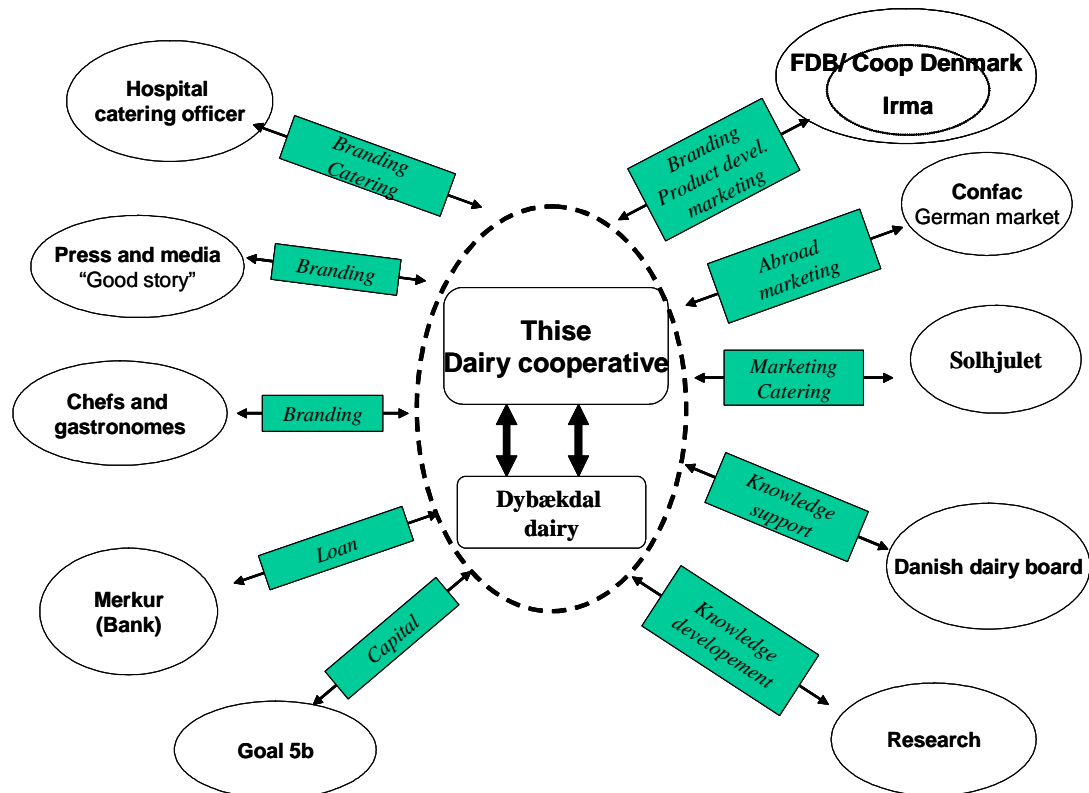 Hospital
catering officer
Branding
Catering
Press and media
“Good story”
Branding
Chefs and
gastronomes
Branding
Merkur
(Bank)
Loan
Goal 5b
Capital
Thise
Dairy cooperative
Dybækdal
dairy
FDB/ Coop Denmark
Irma
Branding
Product devel.
marketing
Confac
German market
Abroad
marketing
Solhjulet
Marketing
Catering
Danish dairy board
Knowledge
support
Research
Knowledge
developement